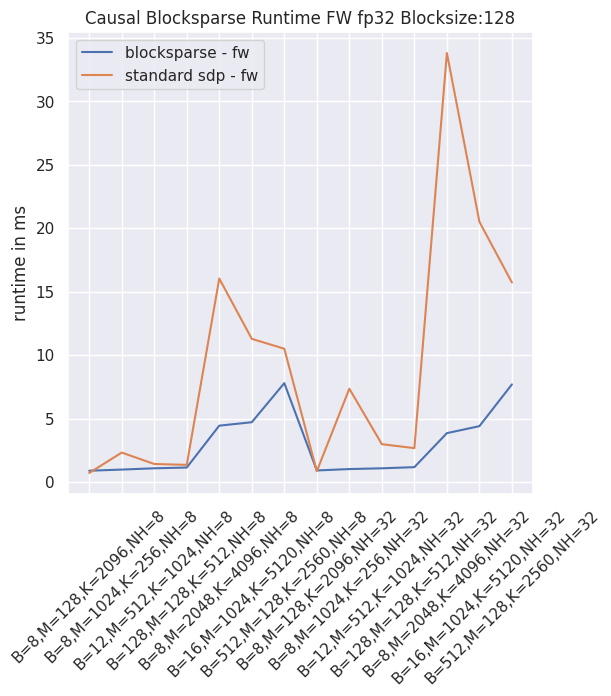 Causal Blocksparse Runtime FW fp32 Blocksize:128
blocksparse - fw
standard sdp - fw
runtime in ms
35
30
25
20
15
10
5
0
B=8,M=128,K=2096,NH=8
B=8,M=1024,K=256,NH=8
B=12,M=512,K=1024,NH=8
B=128,M=128,K=512,NH=8
B=8,M=2048,K=4096,NH=8
B=16,M=1024,K=5120,NH=8
B=512,M=128,K=2560,NH=8
B=8,M=128,K=2096,NH=32
B=8,M=1024,K=256,NH=32
B=12,M=512,K=1024,NH=32
B=128,M=128,K=512,NH=32
B=8,M=2048,K=4096,NH=32
B=16,M=1024,K=5120,NH=32
B=512,M=128,K=2560,NH=32